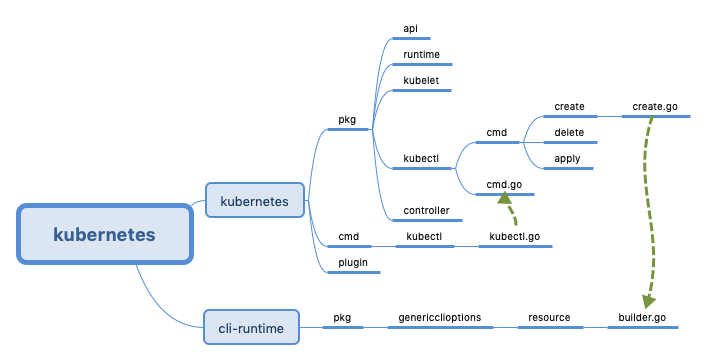 api
runtime
kubelet
create create.go
pkg
cmd delete
kubectl apply
cmd.go
kubernetes
controller
kubernetes
cmd kubectl kubectl.go
plugin
cli-runtime pkg genericclioptions resource builder.go